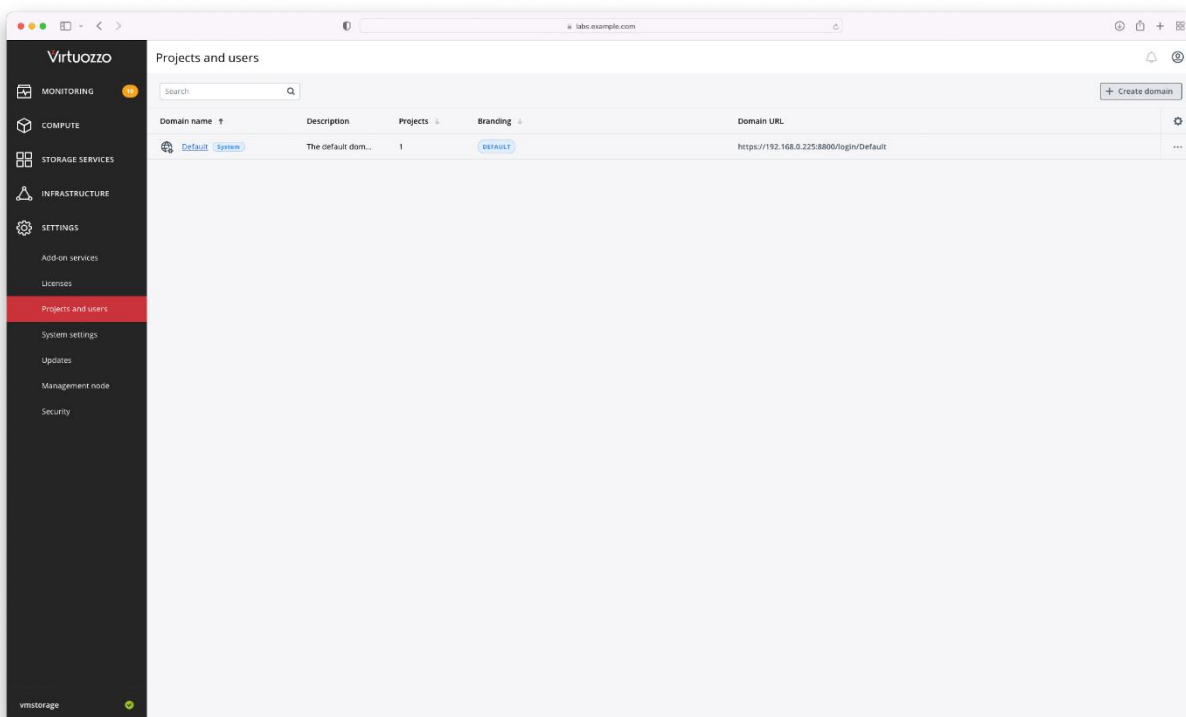 labs.example.com
Virtuozzo
Projects and users
MONITORING 10
COMPUTE
STORAGE SERVICES
INFRASTRUCTURE
SETTINGS
Add-on services
Licenses
Projects and users
System settings
Updates
Management node
Security
vmstorage
Search
+ Create domain
Domain name Description Projects Branding Domain URL
Default System The default dom... 1 DEFAULT https://192.168.0.225:8800/login/Default ...